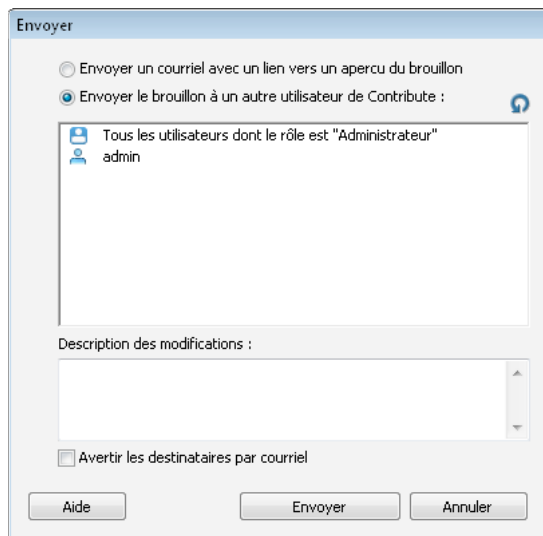 Envoyer
Envoyer un courriel avec un lien vers un apercu du brouillon
Envoyer le brouillon à un autre utilisateur de Contribute :
Tous les utilisateurs dont le rôle est "Administrateur"
admin
Description des modifications :
Avertir les destinataires par courriel
Aide
Envoyer
Annuler